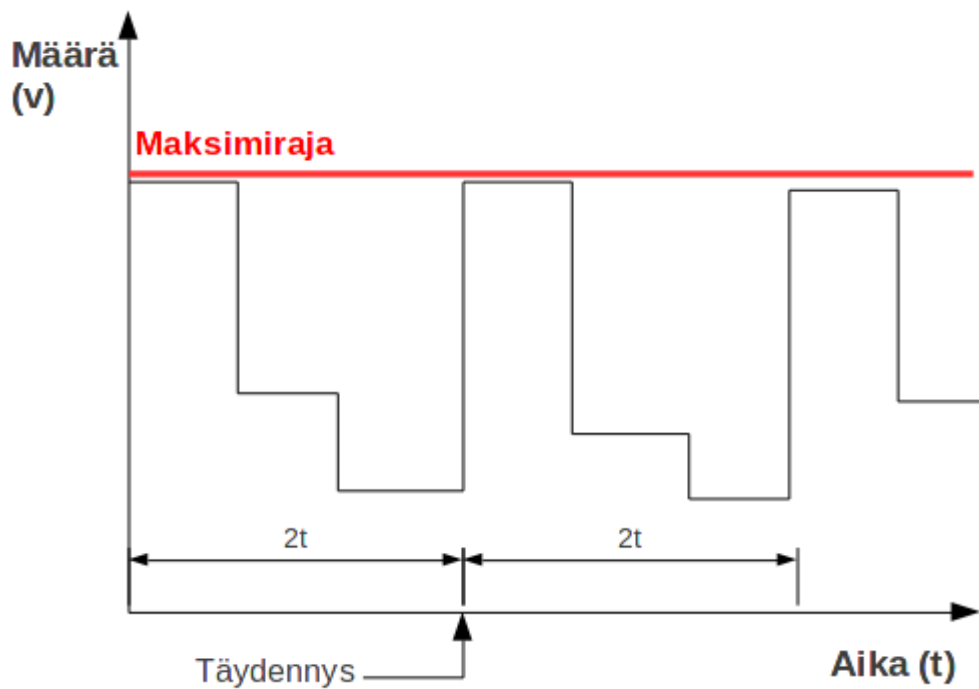 Määrä
(v)
Maksimiraja
2t
2t
Täydennys
Aika (t)